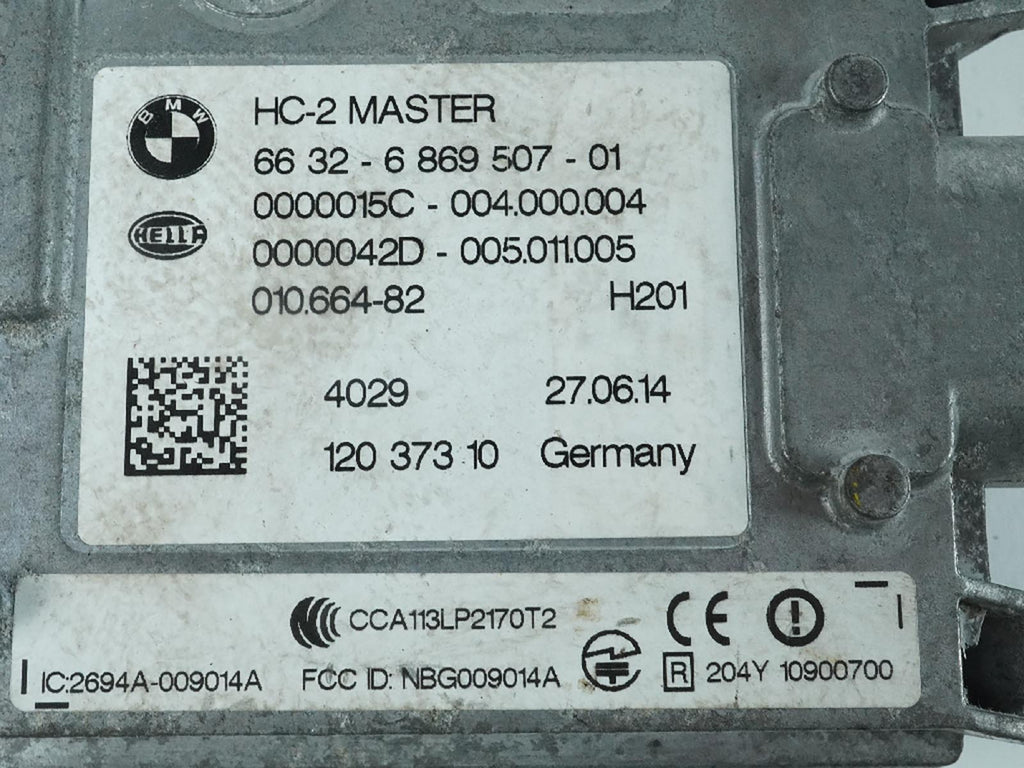 BMW
HC-2 MASTER
66 32 - 6 869 507 - 01
0000015C - 004.000.004
HELLA
0000042D - 005.011.005
010.664-82 H201
4029 27.06.14
120 373 10 Germany
CCA113LP2170T2 CE
IC:2694A-009014A FCC ID: NBG009014A R 204Y 10900700